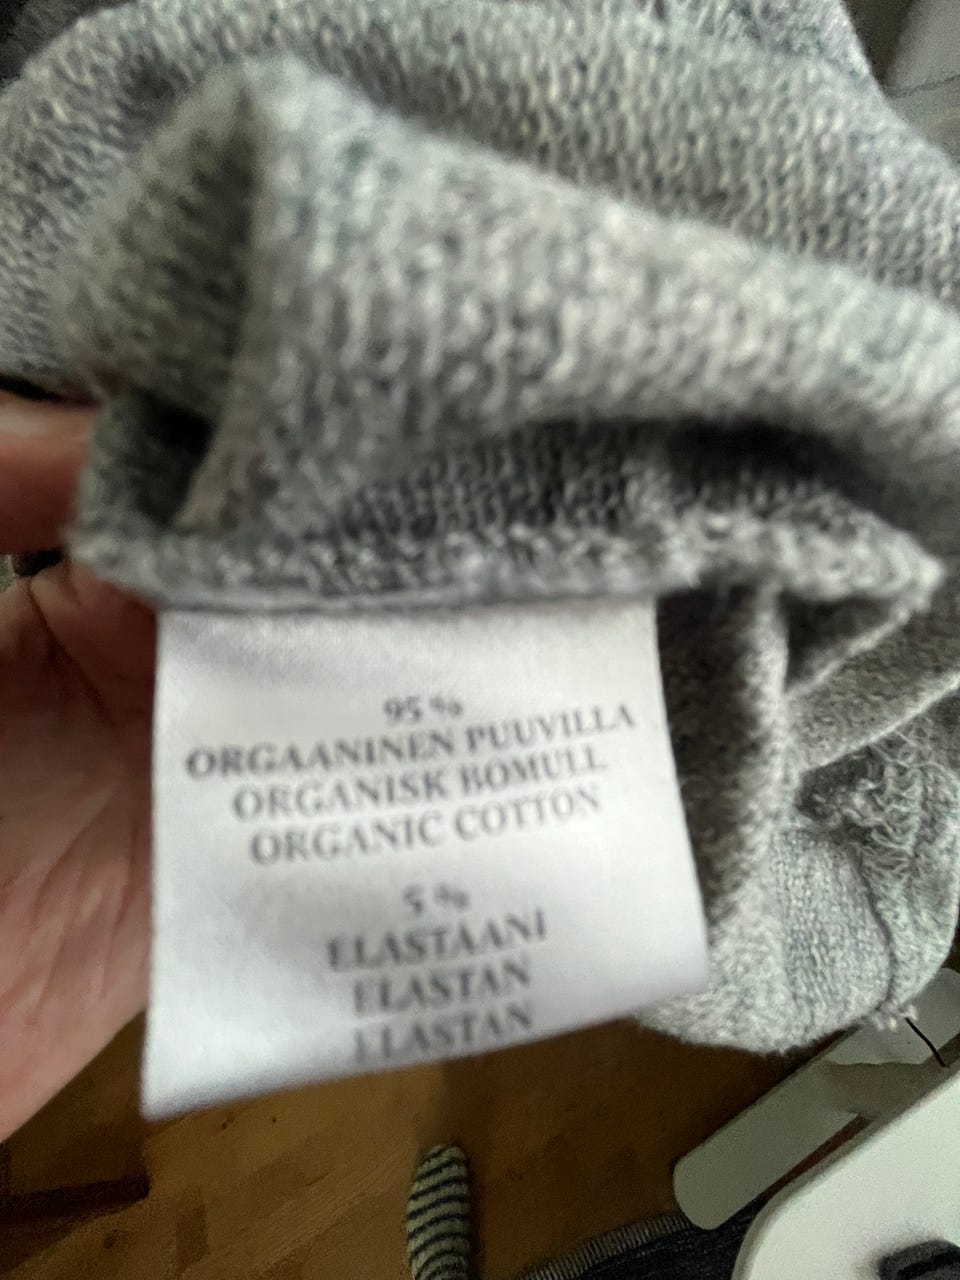 95 %
ORGAANINEN PUUVILLA
ORGANISK BOMULL
ORGANIC COTTON
5 %
ELASTAANI
ELASTAN
ELASTAN